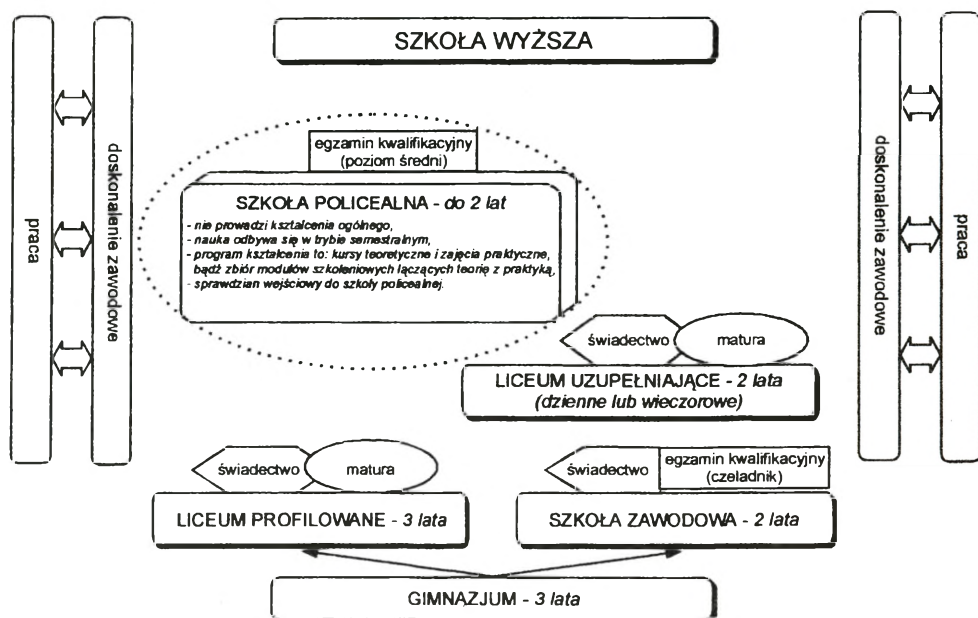 SZKOŁA WYŻSZA
praca
doskonalenie zawodowe
doskonalenie zawodowe
praca
egzamin kwalifikacyjny
(poziom średni)
SZKOŁA POLICEALNA - do 2 lat
- nie prowadzi kształcenia ogólnego,
- nauka odbywa się w trybie semestralnym,
- program kształcenia to: kursy teoretyczne i zajęcia praktyczne,
bądź zbiór modułów szkoleniowych łączących teorię z praktyką,
- sprawdzian wejściowy do szkoły policealnej.
świadectwo
matura
LICEUM UZUPEŁNIAJĄCE - 2 lata
(dzienne lub wieczorowe)
świadectwo
matura
LICEUM PROFILOWANE - 3 lata
świadectwo
egzamin kwalifikacyjny
(czeladnik)
SZKOŁA ZAWODOWA - 2 lata
GIMNAZJUM - 3 lata